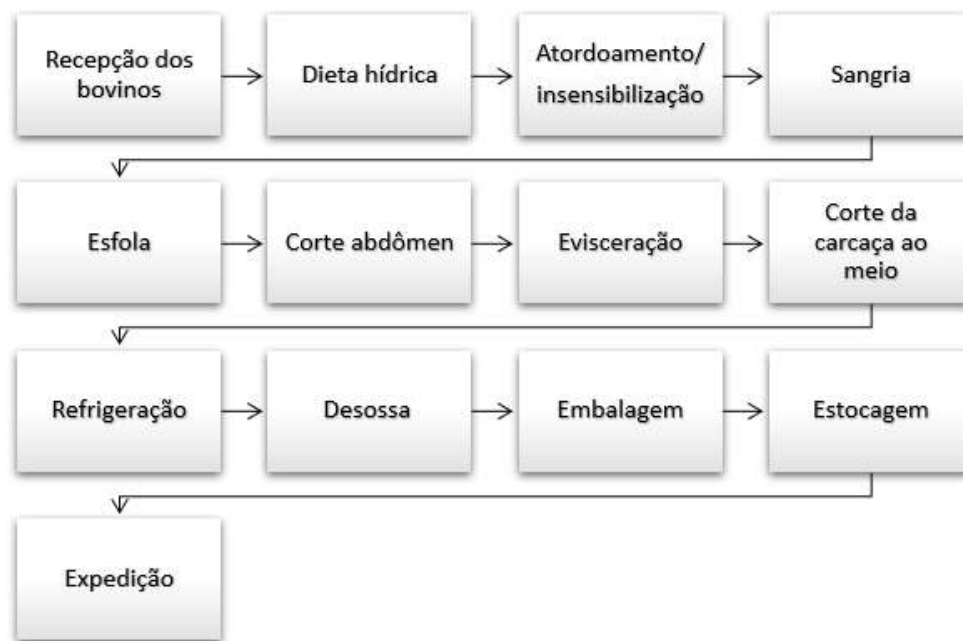 Recepção dos
bovinos
Dieta hídrica
Atordoamento/
insensibilização
Sangria
Esfola
Corte abdômen
Evisceração
Corte da
carcaça ao
meio
Refrigeração
Desossa
Embalagem
Estocagem
Expedição